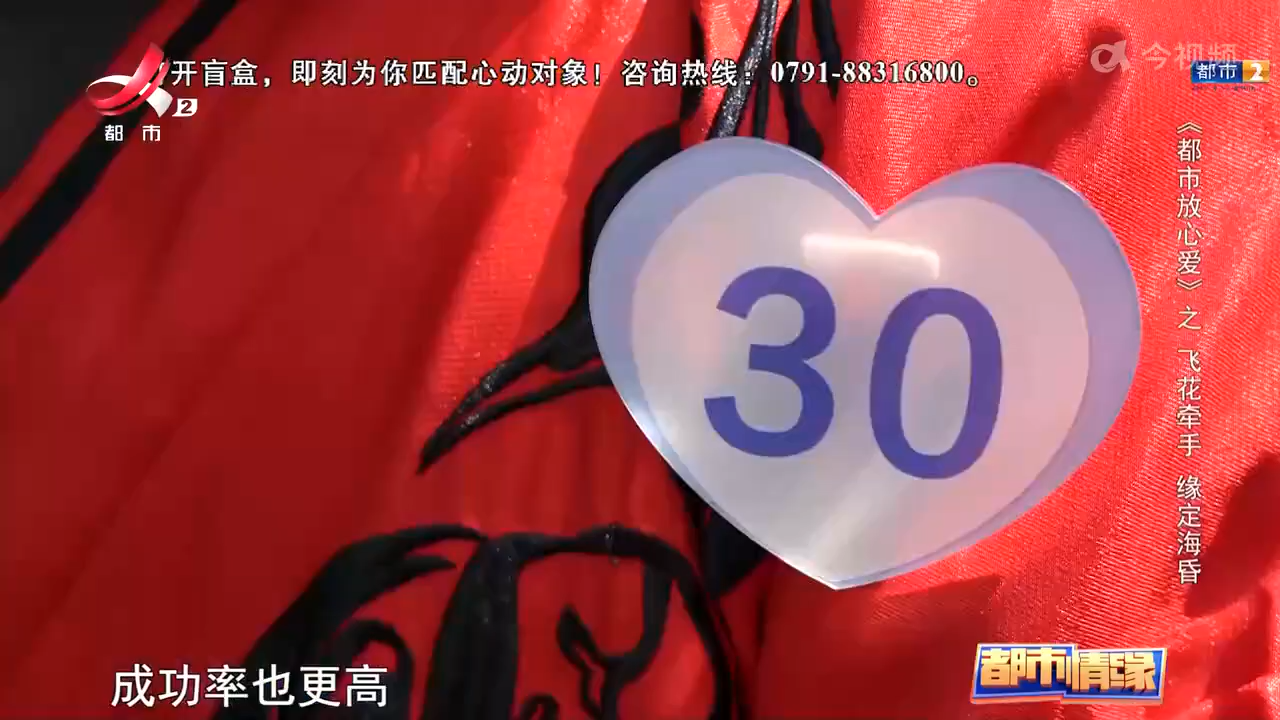 开盲盒，即刻为你匹配心动对象！咨询热线：0791-88316800。
今视频
都市2
2
都 市
《都市放心爱》之 飞花牵手 缘定海昏
30
都市情缘
成功率也更高